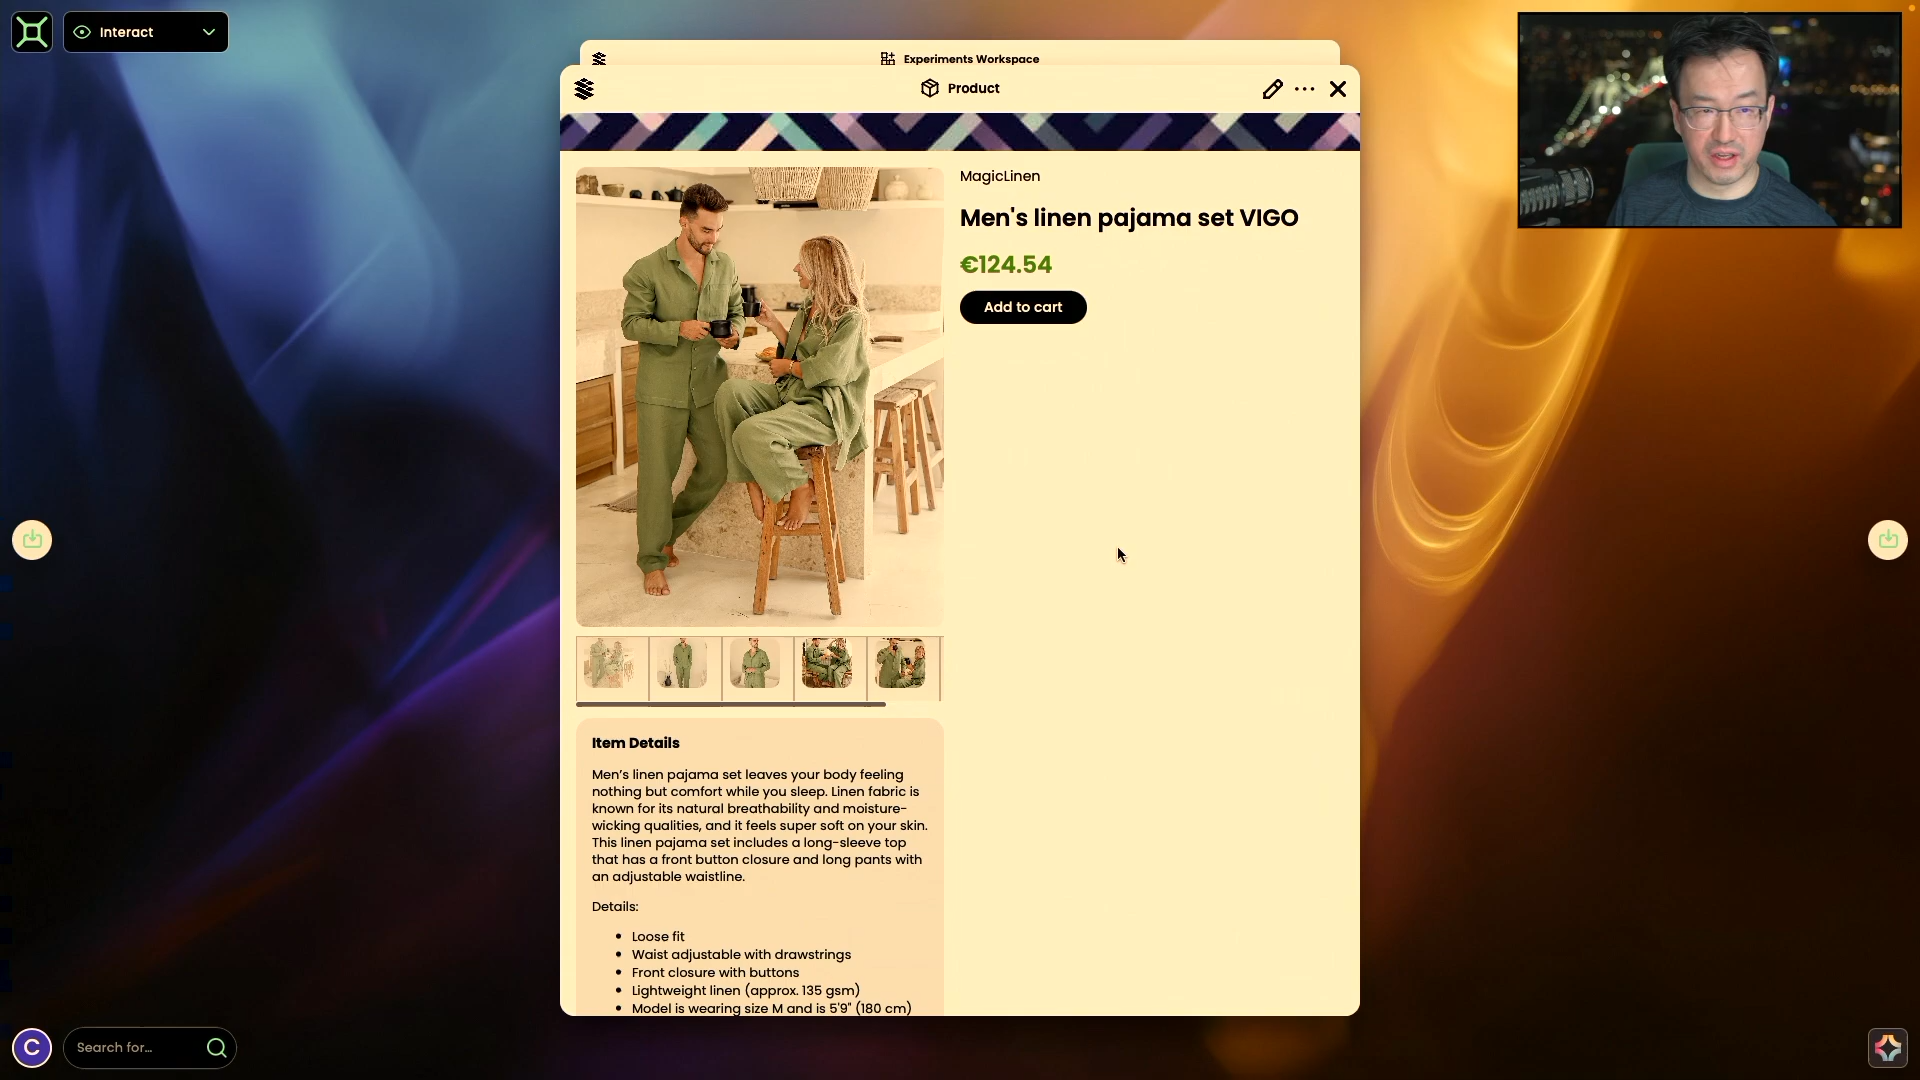 Interact
Experiments Workspace
Product
MagicLinen
Men's linen pajama set VIGO
€124.54
Add to cart
Item Details
Men’s linen pajama set leaves your body feeling
nothing but comfort while you sleep. Linen fabric is
known for its natural breathability and moisture-
wicking qualities, and it feels super soft on your skin.
This linen pajama set includes a long-sleeve top
that has a front button closure and long pants with
an adjustable waistline.
Details:
Loose fit
Waist adjustable with drawstrings
Front closure with buttons
Lightweight linen (approx. 135 gsm)
Model is wearing size M and is 5'9" (180 cm)
C
Search for...